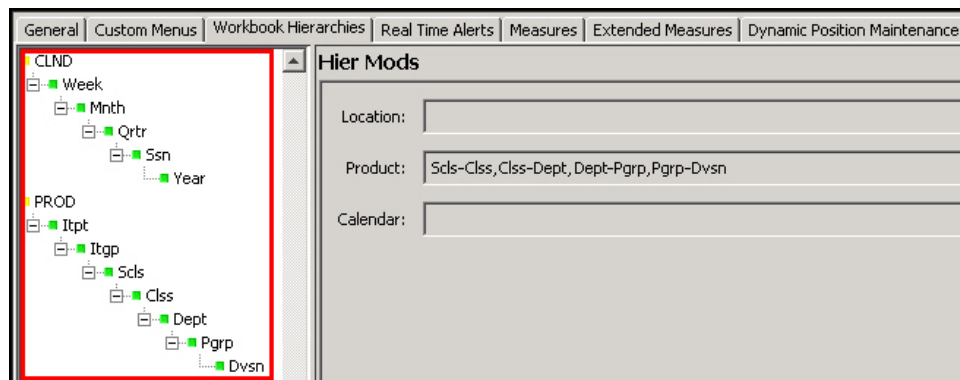 General Custom Menus Workbook Hierarchies Real Time Alerts Measures Extended Measures Dynamic Position Maintenance
CLND
Week
Mnth
Qrtr
Ssn
Year
PROD
Itpt
Itgp
Scls
Clss
Dept
Pgrp
Dvsn
Hier Mods
Location:
Product: Scls-Clss,Clss-Dept,Dept-Pgrp,Pgrp-Dvsn
Calendar: